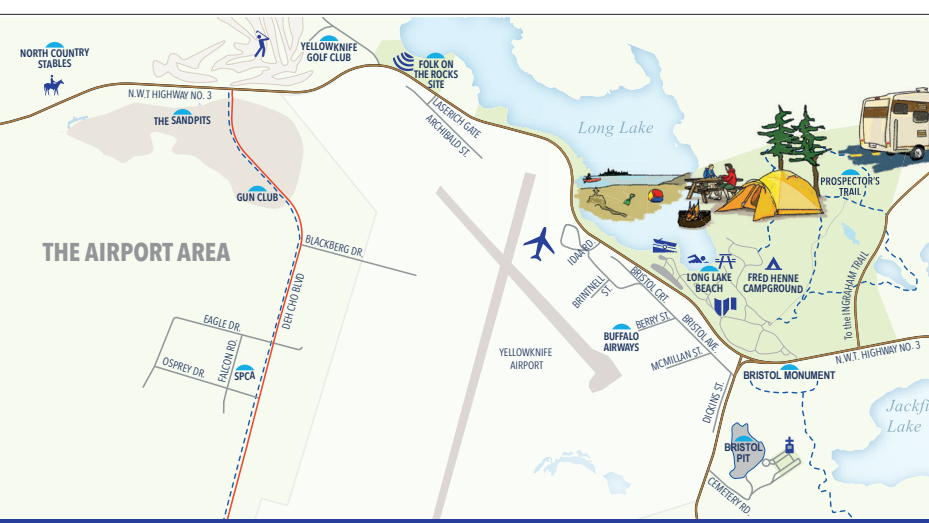 NORTH COUNTRY
STABLES
YELLOWKNIFE
GOLF CLUB
FOLK ON
THE ROCKS
SITE
N.W.T HIGHWAY NO. 3
THE SANDPITS
LASERICH GATE
ARCHIBALD ST.
Long Lake
PROSPECTOR'S
TRAIL
GUN CLUB
THE AIRPORT AREA
BLACKBERG DR.
DEH CHO BLVD
IDAA RD.
BRISTOL CRT.
BRINTNELL
ST.
LONG LAKE
BEACH
FRED HENNE
CAMPGROUND
To the INGRAHAM TRAIL
EAGLE DR.
FALCON RD.
OSPREY DR.
SPCA
BERRY ST.
BRISTOL AVE.
BUFFALO
AIRWAYS
MCMILLAN ST.
YELLOWKNIFE
AIRPORT
N.W.T. HIGHWAY NO. 3
BRISTOL MONUMENT
DICKINS ST.
Jackfi
Lake
BRISTOL
PIT
CEMETERY RD.